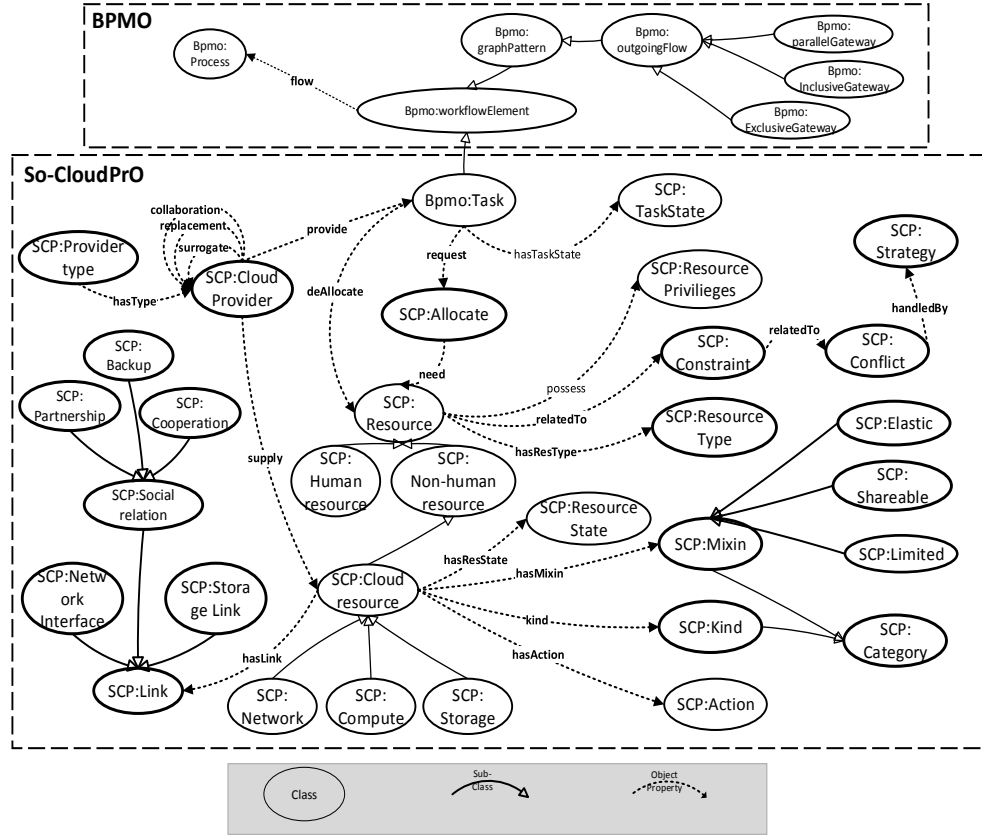 BPMO
Bpmo:
Process
flow
Bpmo:
graphPattern
Bpmo:
outgoingFlow
Bpmo:
parallelGateway
Bpmo:
InclusiveGateway
Bpmo:
ExclusiveGateway
Bpmo:workflowElement
So-CloudPrO
Bpmo:Task
SCP:
TaskState
collaboration
replacement
surrogate
provide
SCP:Provider
type
hasType
SCP:Cloud
Provider
request
hasTaskState
deAllocate
SCP:Resource
Privilieges
SCP:
Strategy
handledBy
SCP:Allocate
need
SCP:
Constraint
relatedTo
SCP:
Conflict
SCP:
Backup
SCP:
Partnership
SCP:
Cooperation
SCP:
Resource
possess
relatedTo
hasResType
SCP:Resource
Type
SCP:Elastic
supply
SCP:
Human
resource
SCP:
Non-human
resource
SCP:
Shareable
SCP:Social
relation
SCP:Resource
State
SCP:Mixin
SCP:Limited
hasResState
hasMixin
SCP:Netw
ork
Interface
SCP:Stora
ge Link
SCP:Cloud
resource
kind
SCP:Kind
SCP:
Category
hasLink
hasAction
SCP:Link
SCP:
Network
SCP:
Compute
SCP:
Storage
SCP:Action
Class
Sub-
Class
Object
Property